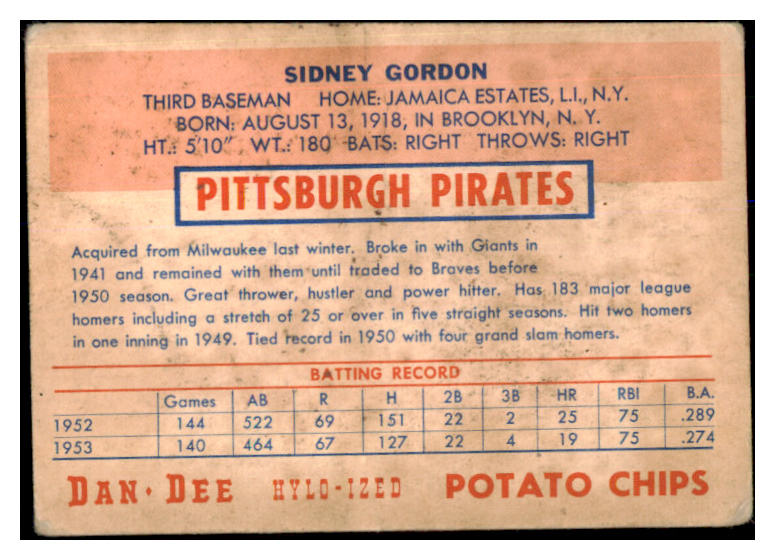 SIDNEY GORDON
THIRD BASEMAN HOME: JAMAICA ESTATES, L.I., N.Y.
BORN: AUGUST 13, 1918, IN BROOKLYN, N. Y.
HT.: 5'10" WT.: 180 BATS: RIGHT THROWS: RIGHT
PITTSBURGH PIRATES
Acquired from Milwaukee last winter. Broke in with Giants in
1941 and remained with them until traded to Braves before
1950 season. Great thrower, hustler and power hitter. Has 183 major league
homers including a stretch of 25 or over in five straight seasons. Hit two homers
in one inning in 1949. Tied record in 1950 with four grand slam homers.
BATTING RECORD
Games AB R H 2B 3B HR RBI B.A.
1952 144 522 69 151 22 2 25 75 .289
1953 140 464 67 127 22 4 19 75 .274
DAN·DEE HYLO-IZED POTATO CHIPS